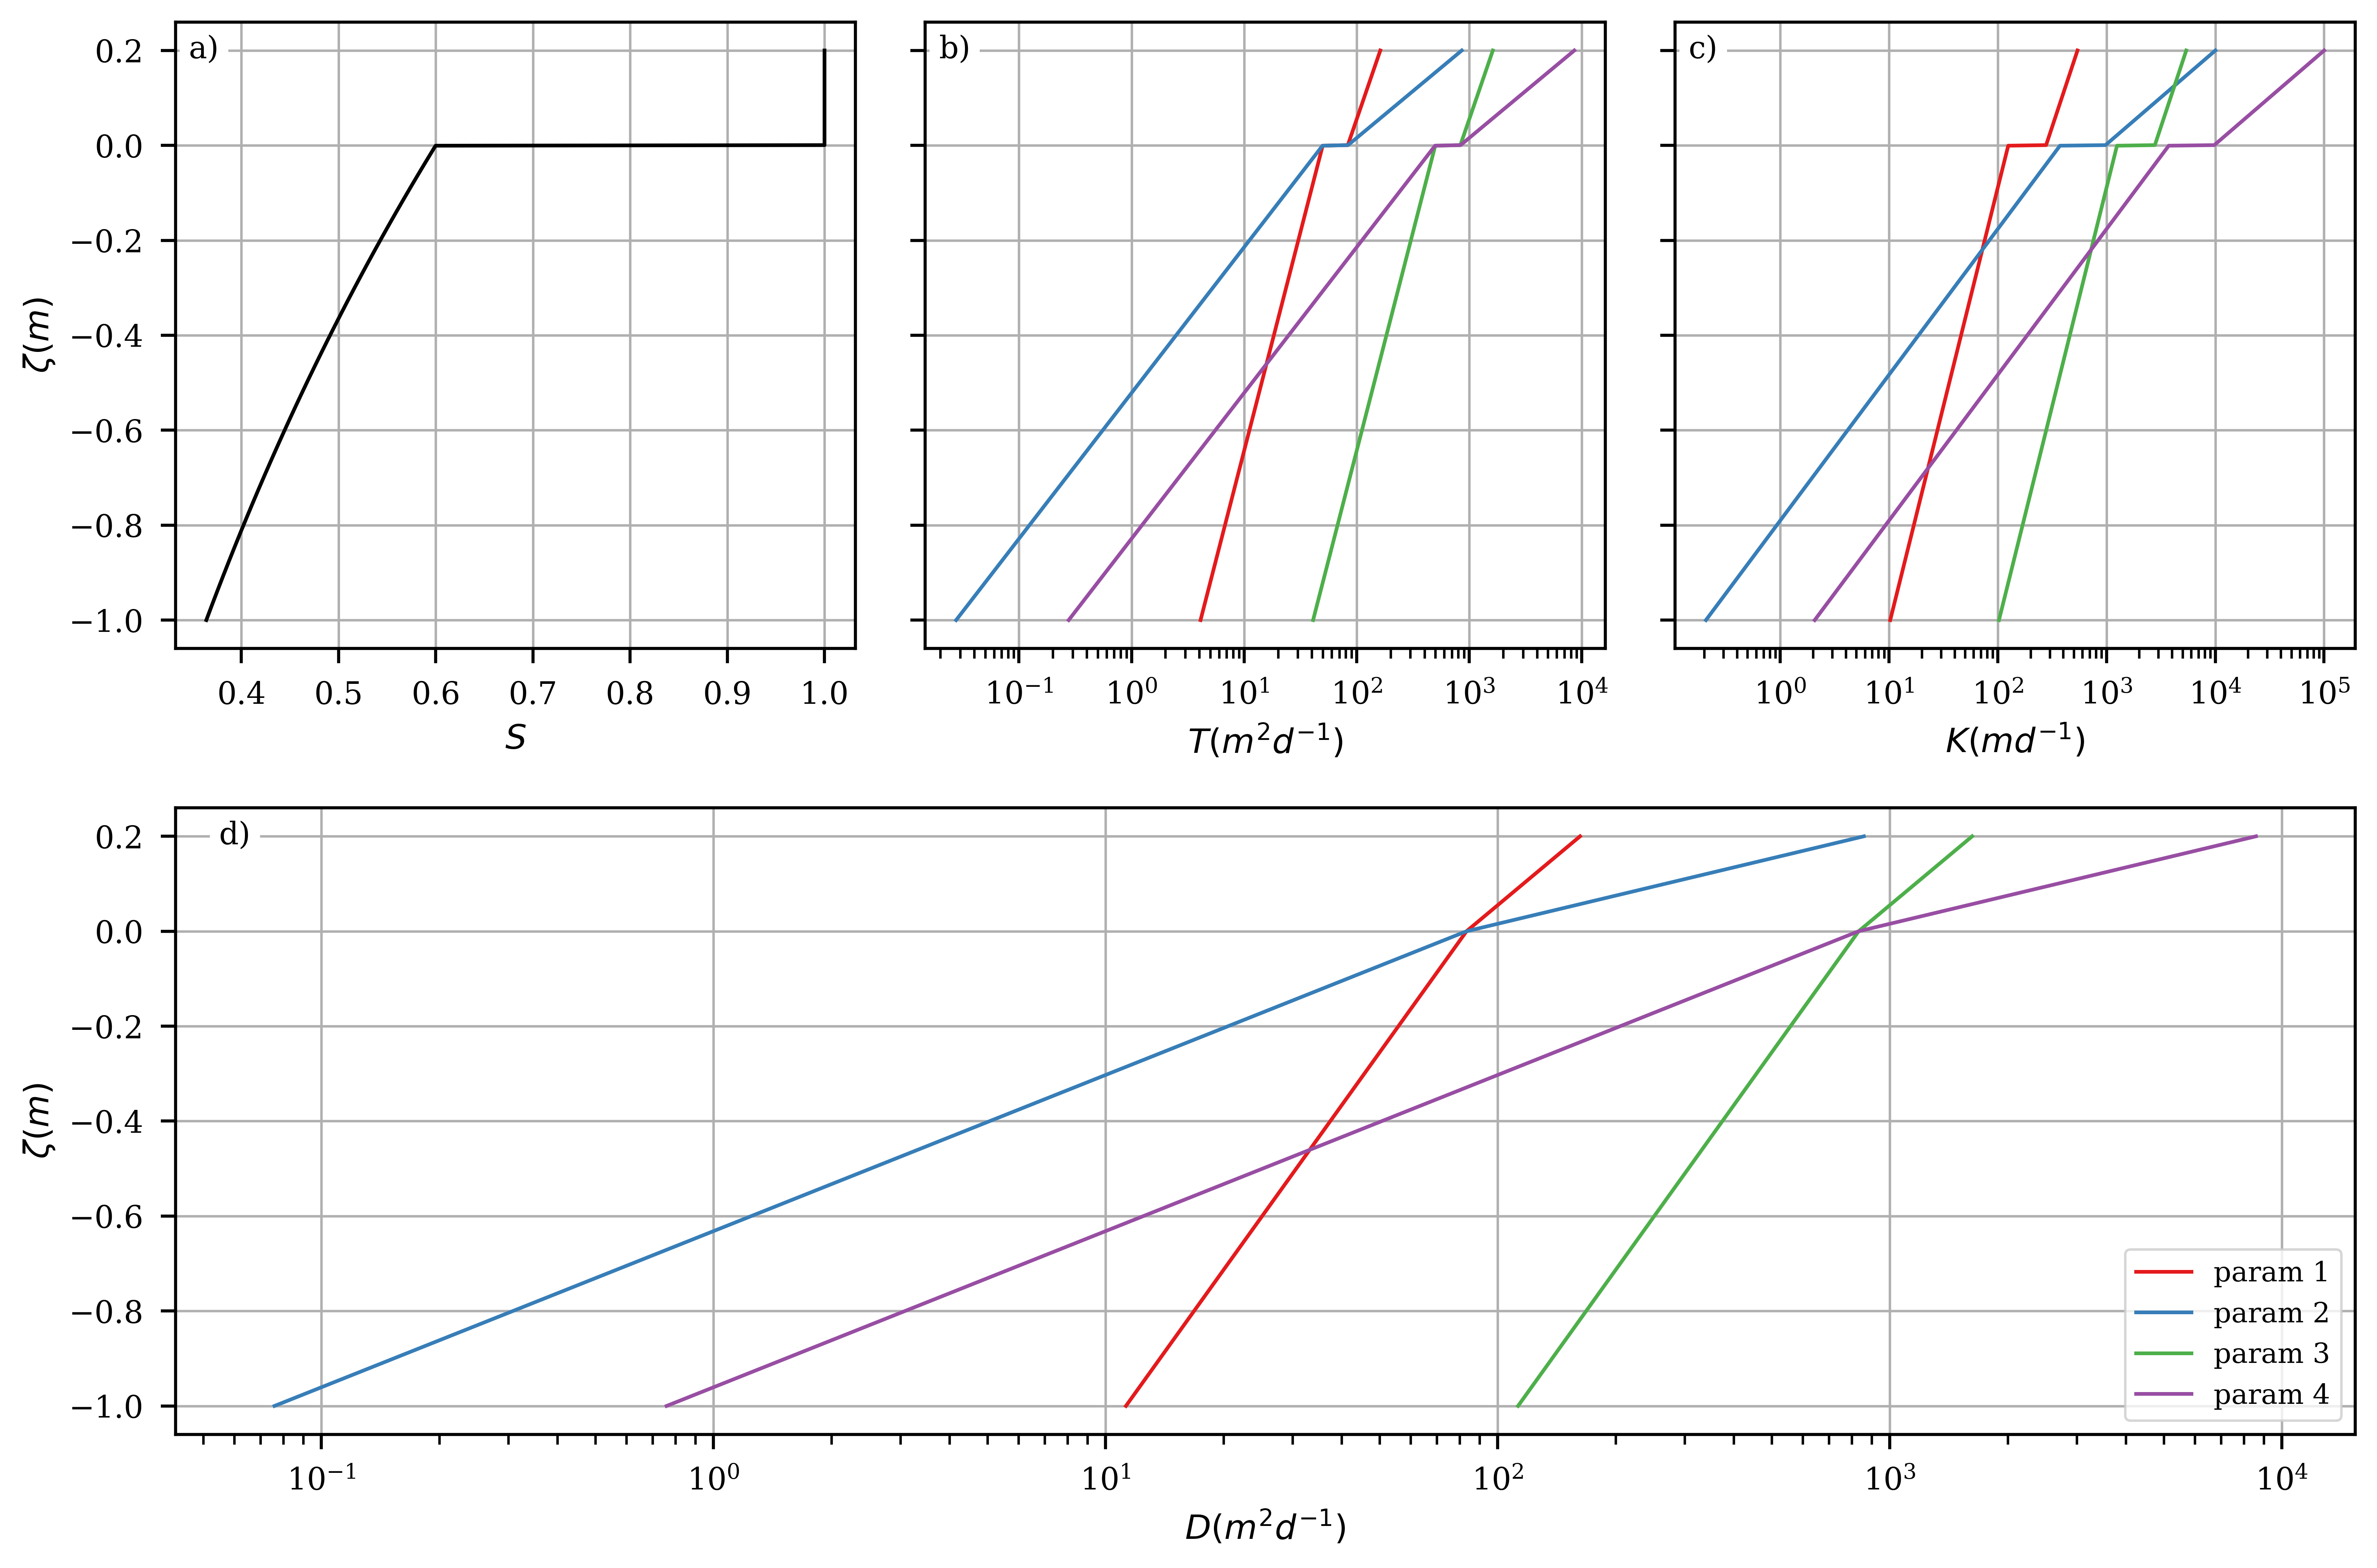 a)
b)
c)
0.2
0.0
−0.2
−0.4
−0.6
−0.8
−1.0
ζ(m)
0.4 0.5 0.6 0.7 0.8 0.9 1.0
S
10⁻¹ 10⁰ 10¹ 10² 10³ 10⁴
T(m²d⁻¹)
10⁰ 10¹ 10² 10³ 10⁴ 10⁵
K(md⁻¹)
d)
0.2
0.0
−0.2
−0.4
−0.6
−0.8
−1.0
ζ(m)
param 1
param 2
param 3
param 4
10⁻¹ 10⁰ 10¹ 10² 10³ 10⁴
D(m²d⁻¹)